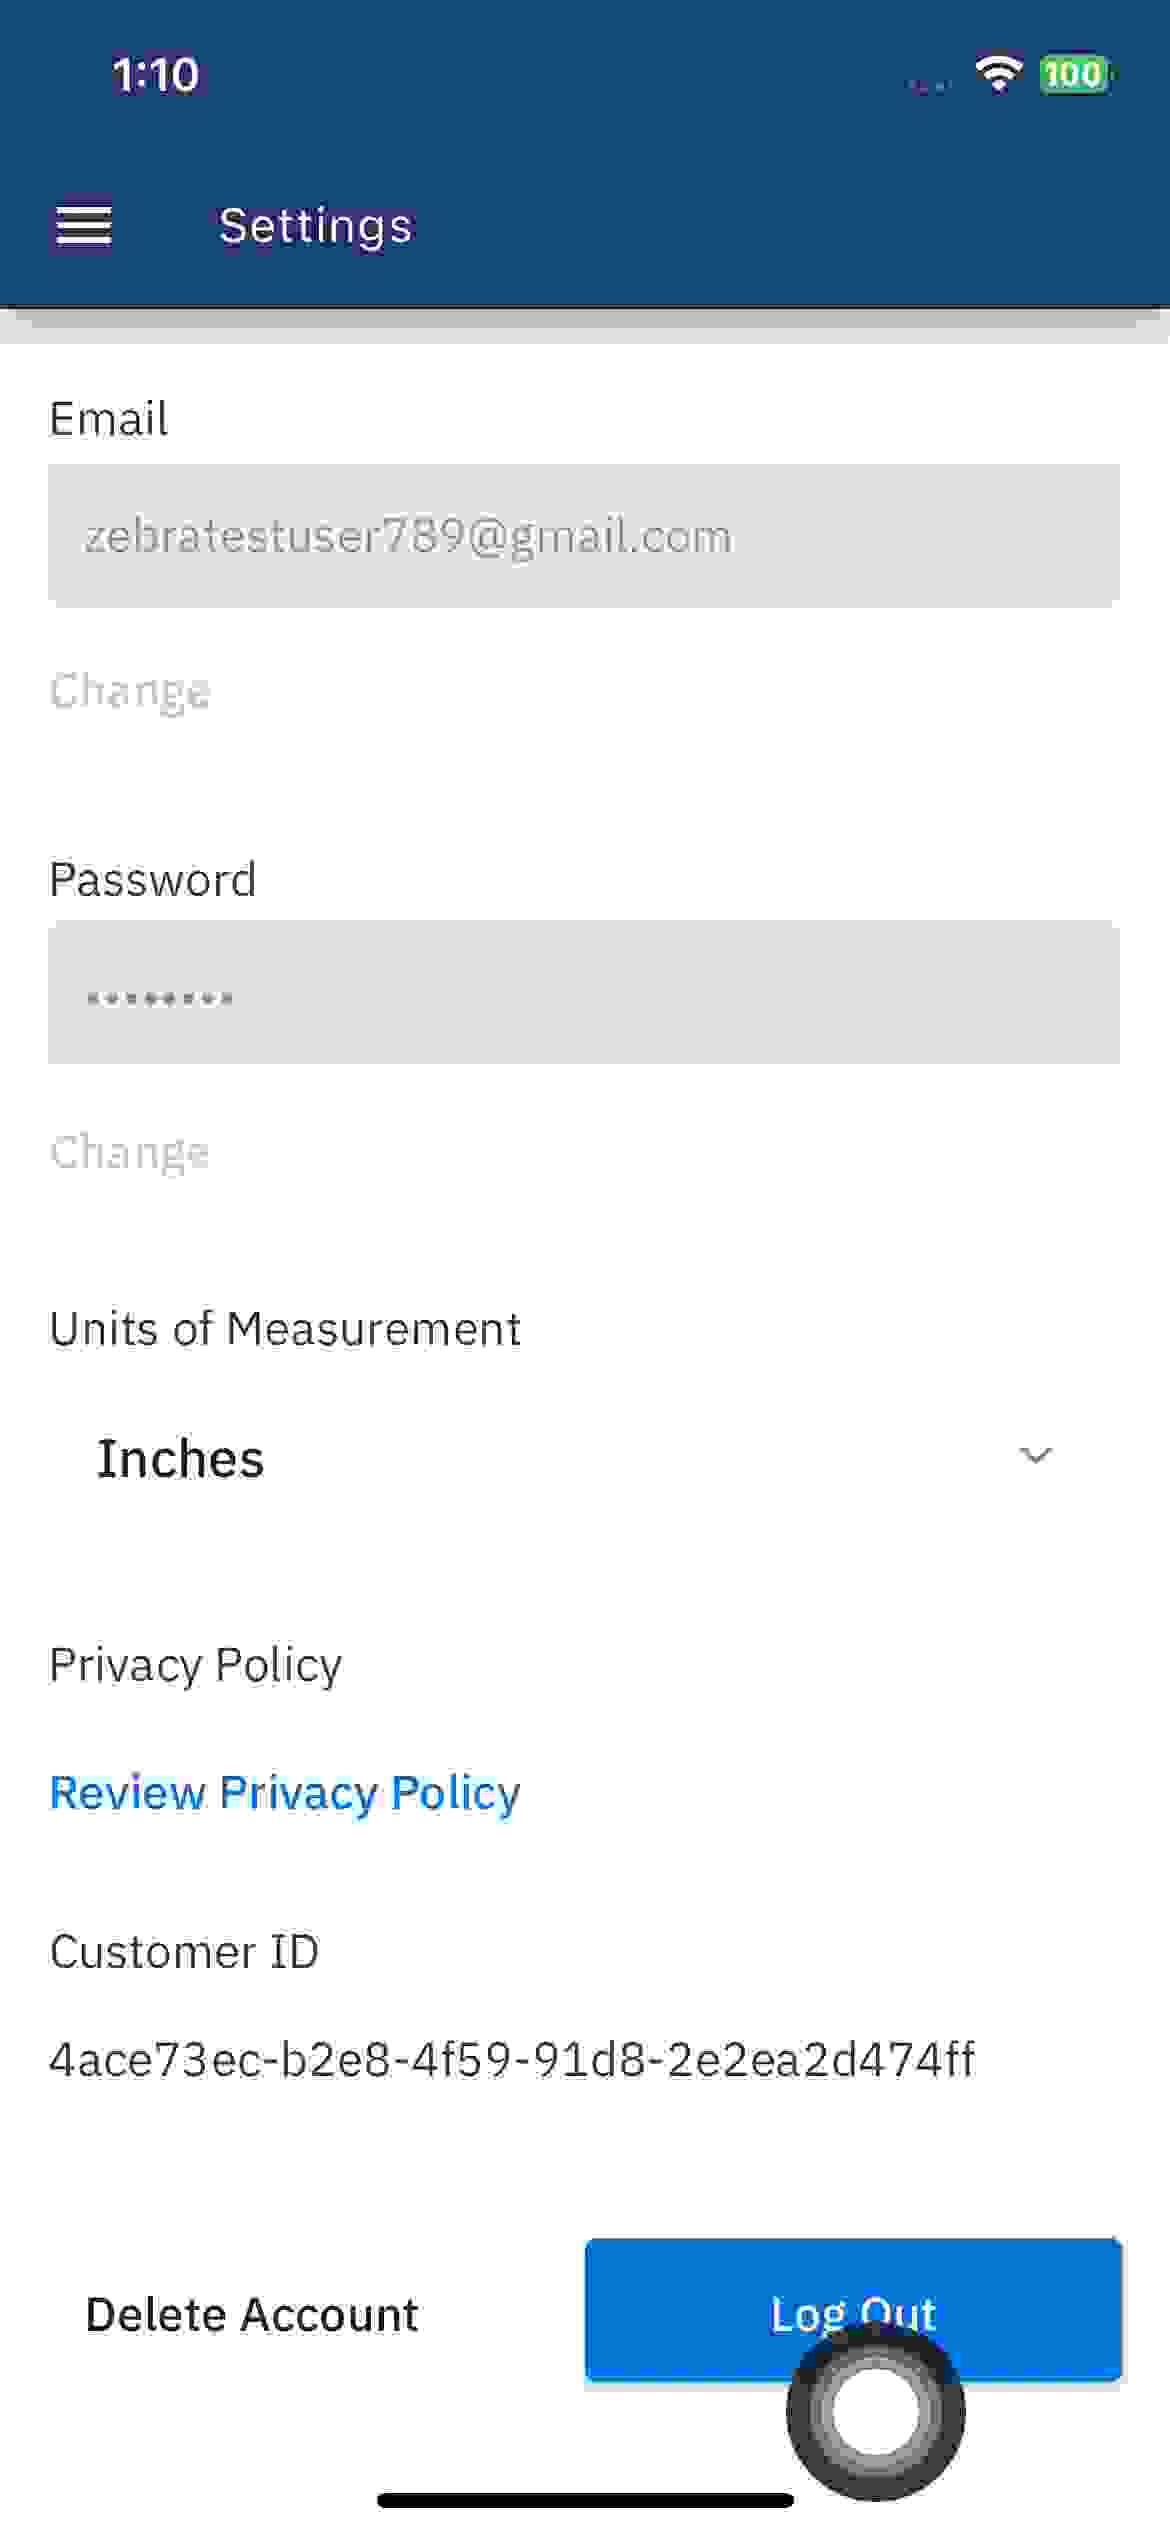 1:10
100
Settings
Email
zebratestuser789@gmail.com
Change
Password
••••••••
Change
Units of Measurement
Inches
Privacy Policy
Review Privacy Policy
Customer ID
4ace73ec-b2e8-4f59-91d8-2e2ea2d474ff
Delete Account
Log Out